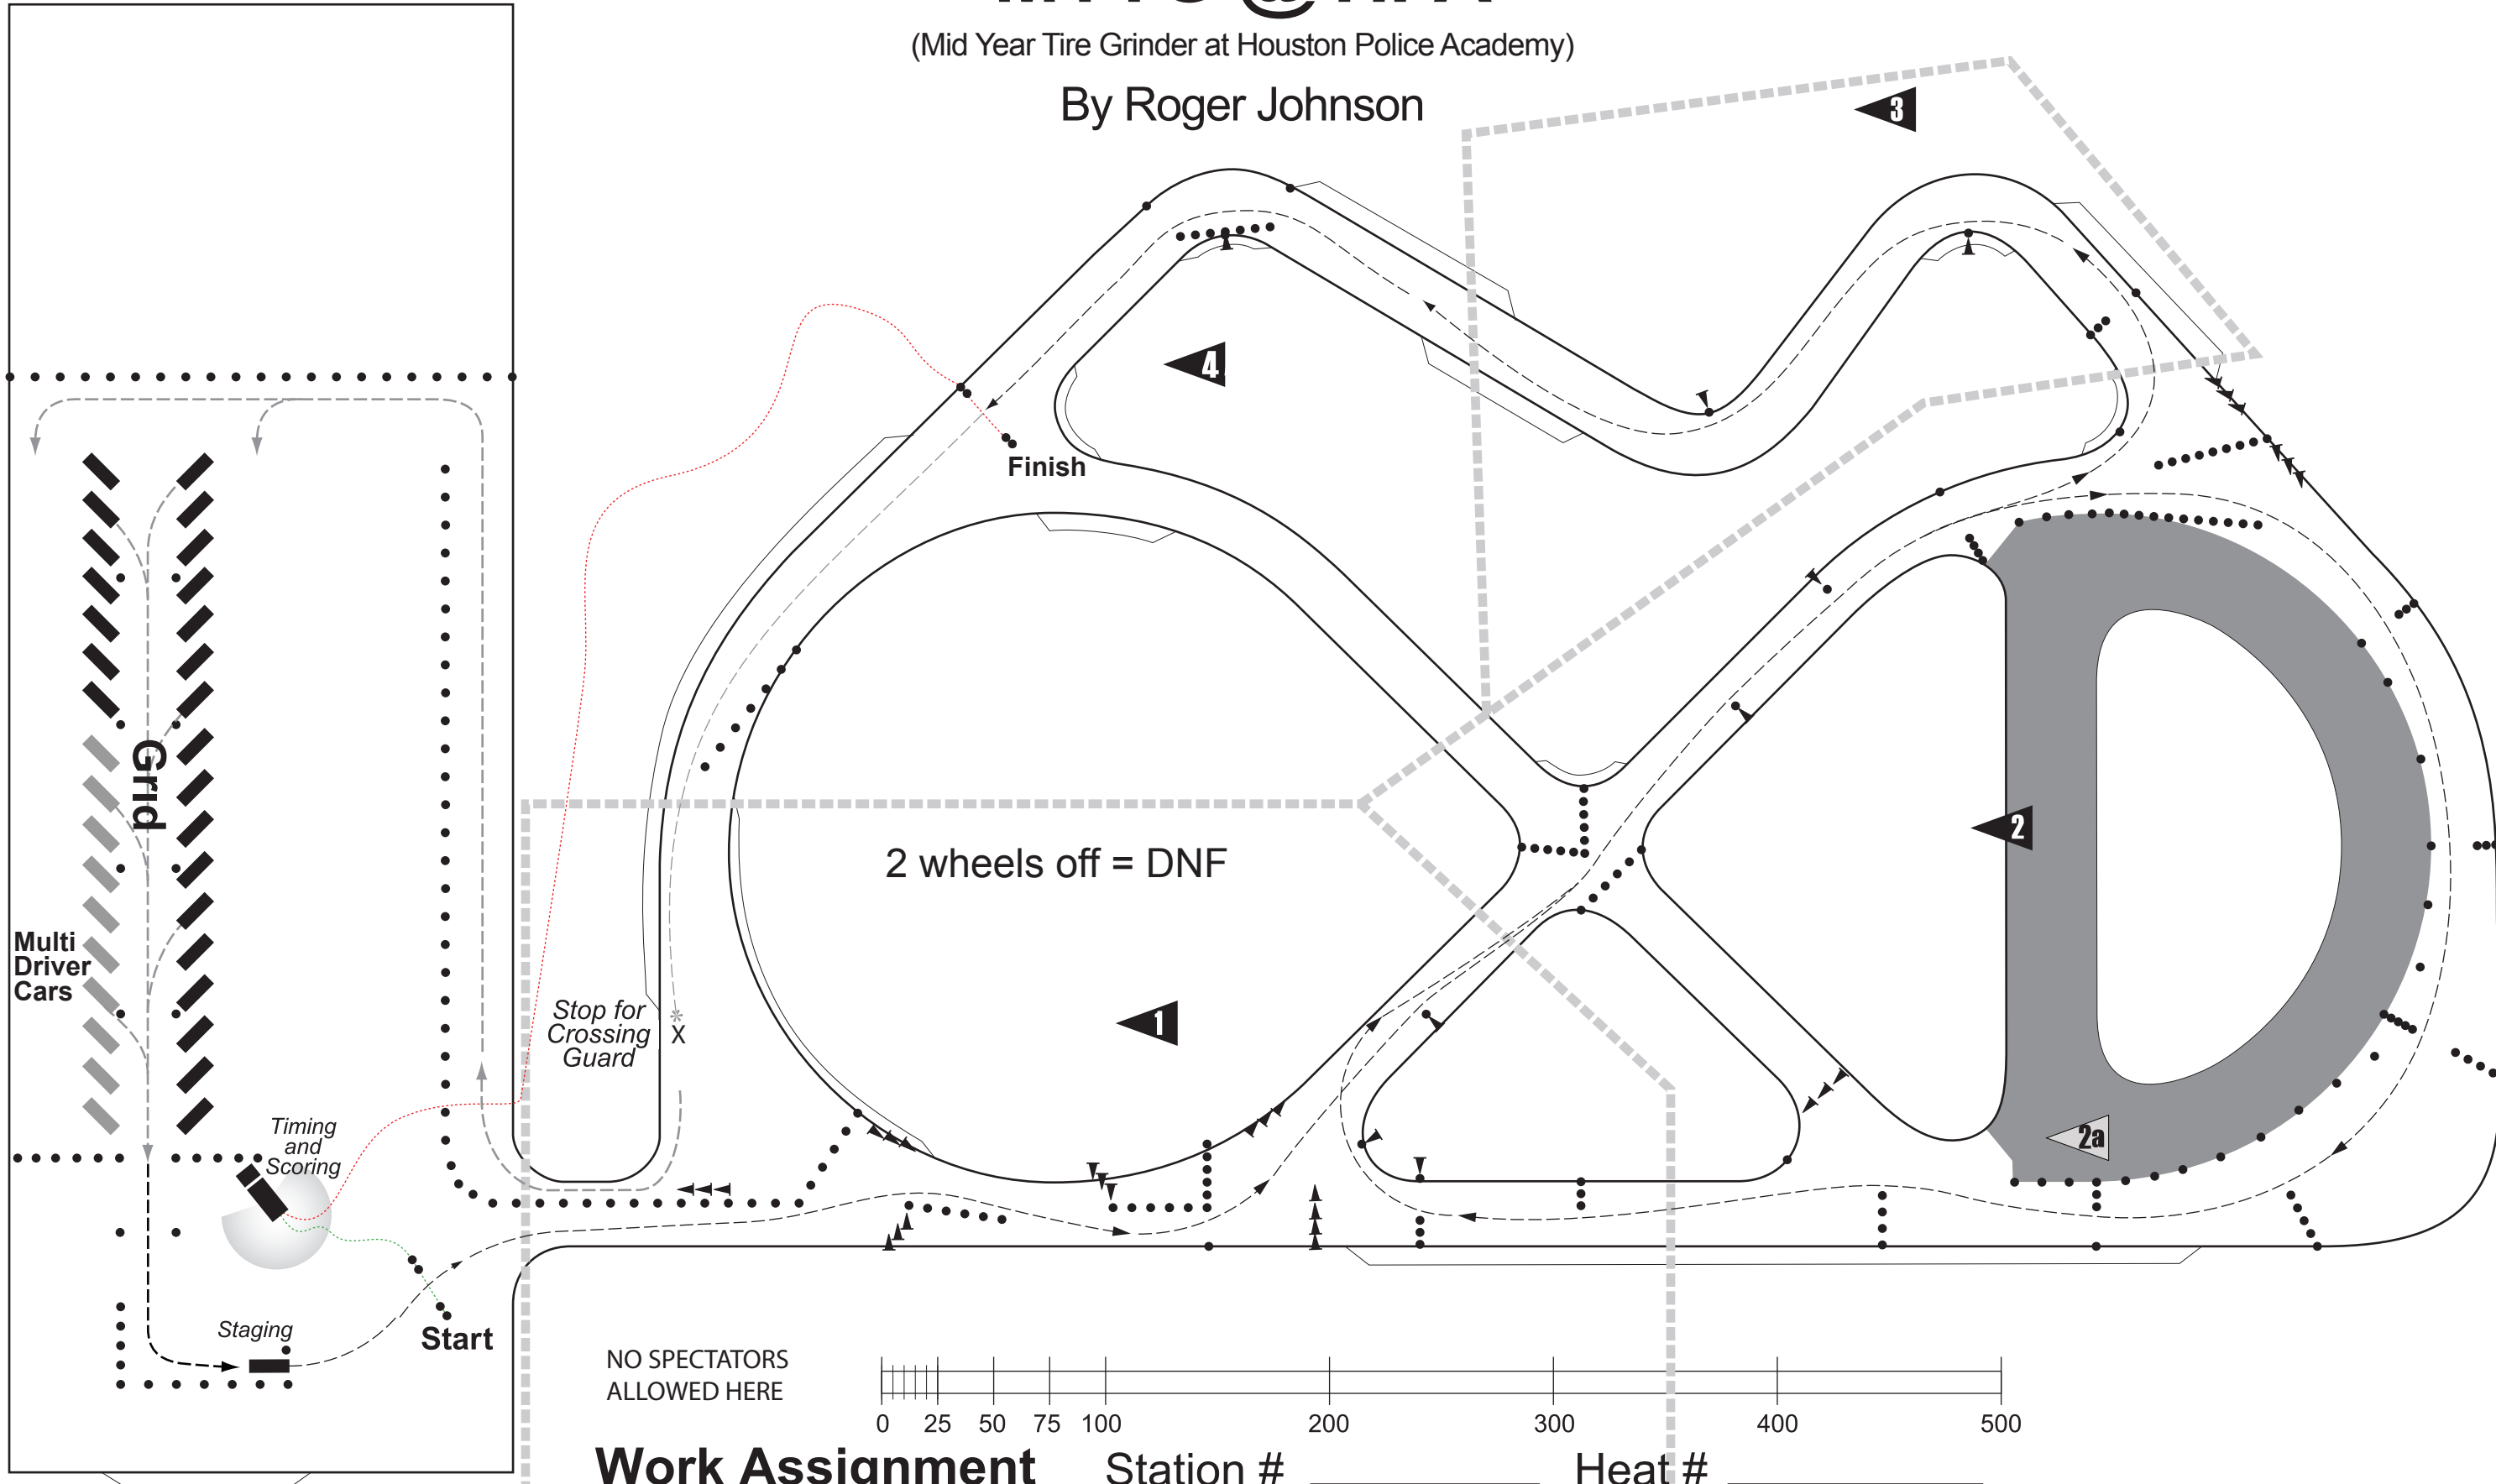 (Mid Year Tire Grinder at Houston Police Academy)
By Roger Johnson
3
4
Finish
Grid
2 wheels off = DNF
2
Multi
Driver
Cars
Stop for
Crossing
Guard
X
1
Timing
and
Scoring
2a
Staging
Start
NO SPECTATORS
ALLOWED HERE
0 25 50 75 100 200 300 400 500
Work Assignment Station # Heat #